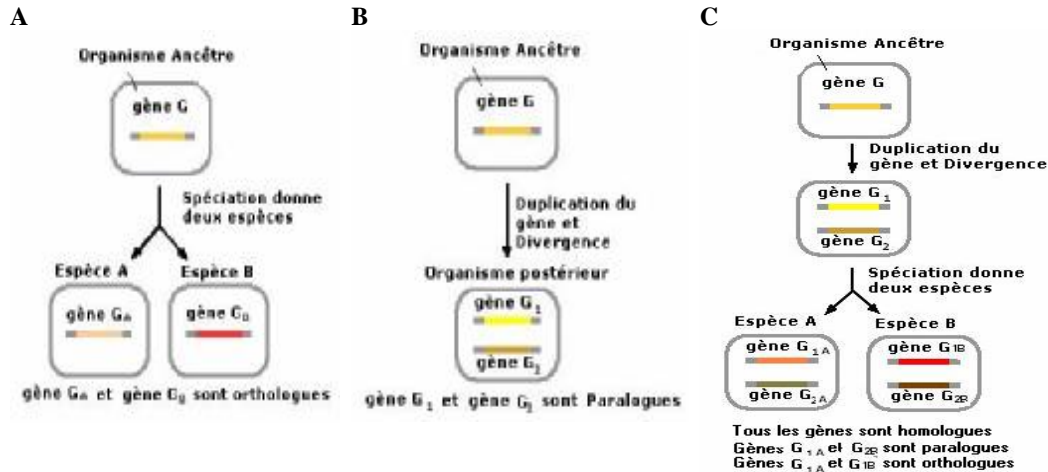 A
Organisme Ancêtre
gène G
Spéciation donne
deux espèces
Espèce A
Espèce B
gène GA
gène GB
gène GA et gène GB sont orthologues
B
Organisme Ancêtre
gène G
Duplication du
gène et
Divergence
Organisme postérieur
gène G1
gène G2
gène G1 et gène G2 sont Paralogues
C
Organisme Ancêtre
gène G
Duplication du
gène et Divergence
gène G1
gène G2
Spéciation donne
deux espèces
Espèce A
Espèce B
gène G1A
gène G2A
gène G1B
gène G2B
Tous les gènes sont homologues
Gènes G1A et G2B sont paralogues
Gènes G1A et G1B sont orthologues